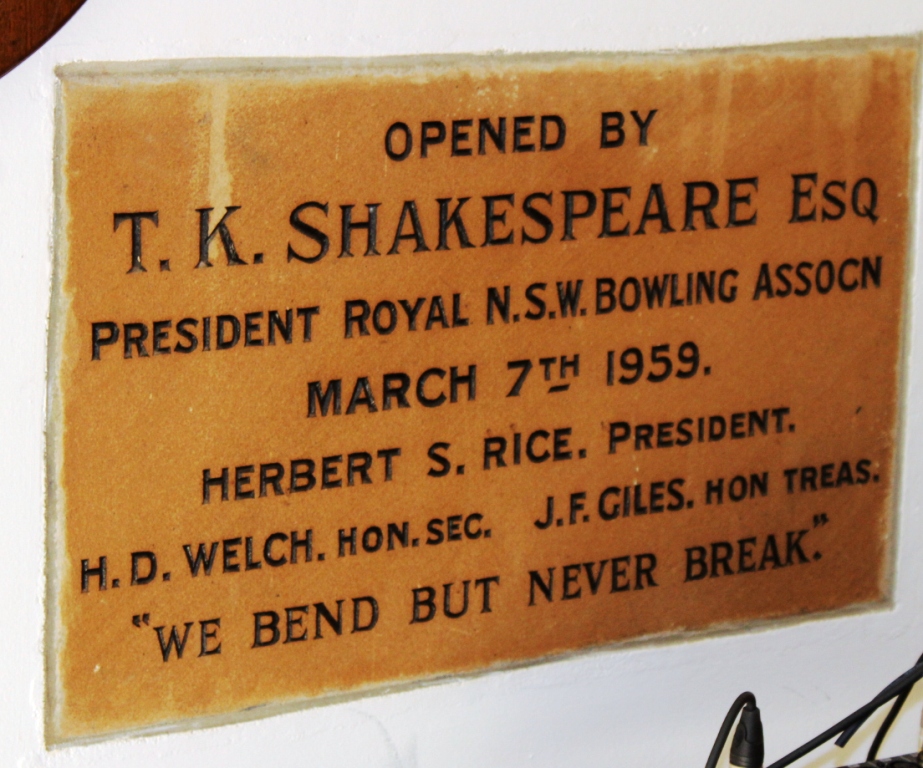 OPENED BY
T. K. SHAKESPEARE ESQ
PRESIDENT ROYAL N.S.W. BOWLING ASSOCN
MARCH 7TH 1959.
HERBERT S. RICE. PRESIDENT.
H. D. WELCH. HON. SEC. J. F. GILES. HON TREAS.
"WE BEND BUT NEVER BREAK."